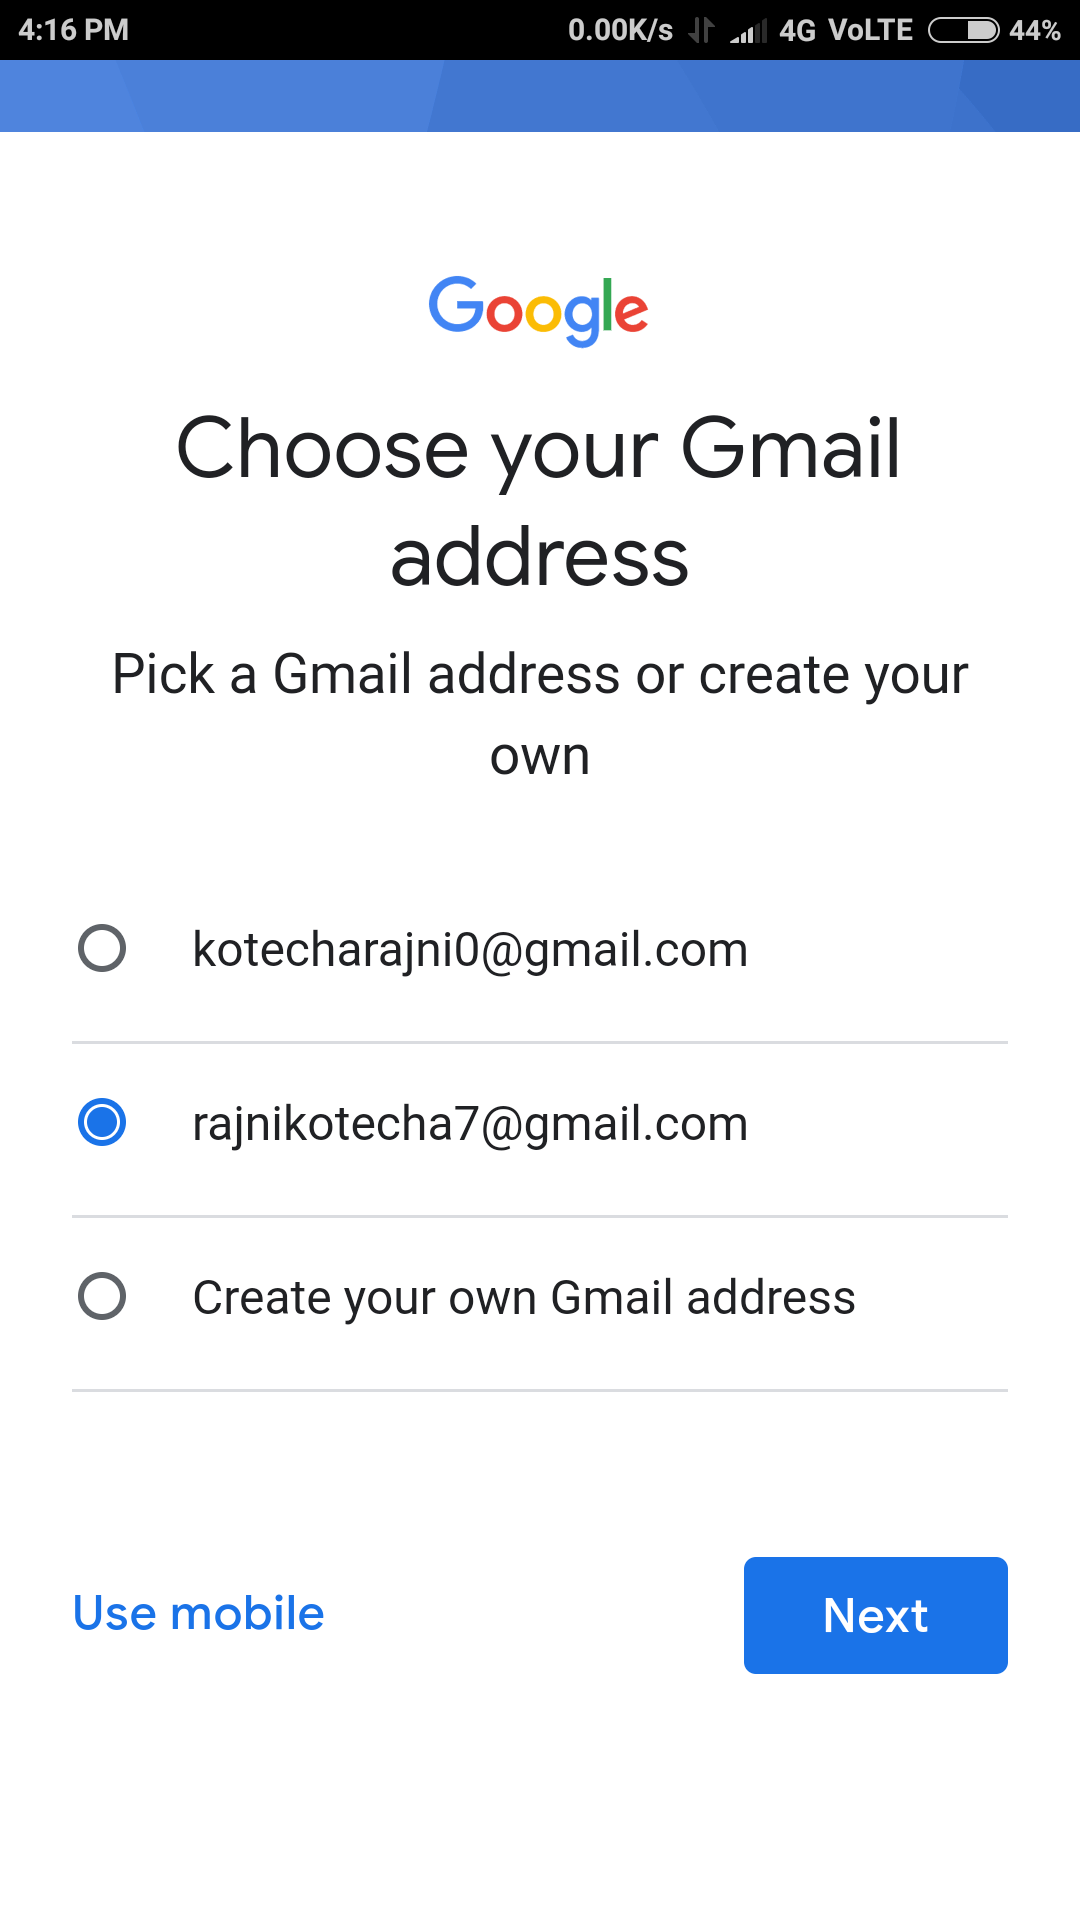 4:16 PM 0.00K/s 4G VoLTE 44%
Google
Choose your Gmail
address
Pick a Gmail address or create your
own
kotecharajni0@gmail.com
rajnikotecha7@gmail.com
Create your own Gmail address
Use mobile Next